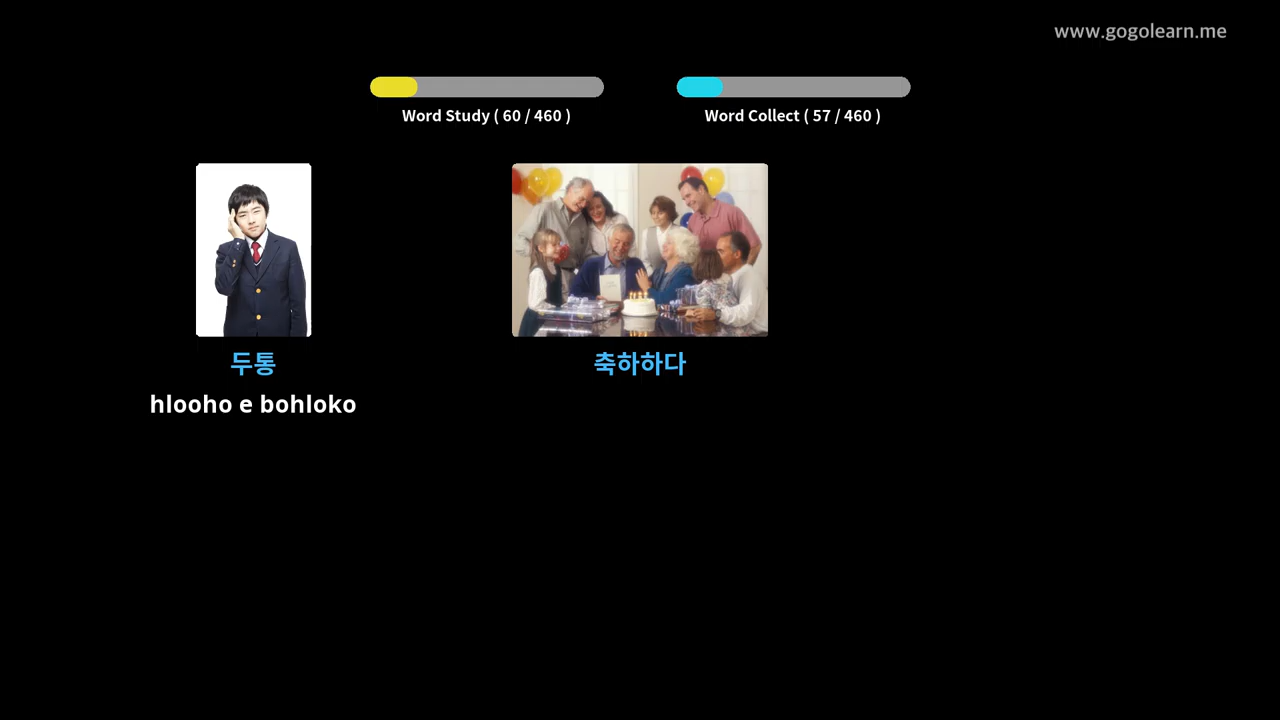 www.gogolearn.me
Word Study ( 60 / 460 )
Word Collect ( 57 / 460 )
두통
축하하다
hlooho e bohloko